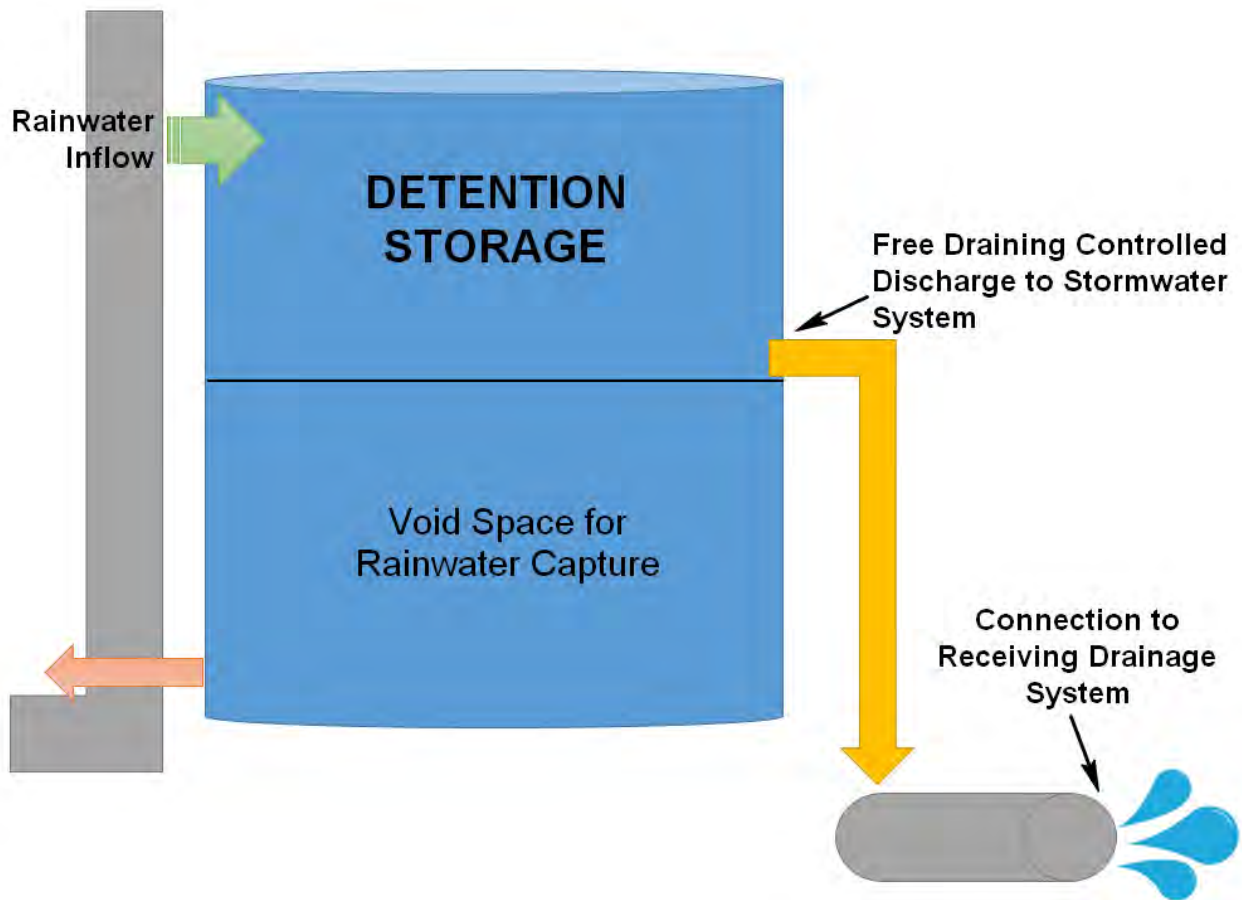 Rainwater
Inflow
DETENTION
STORAGE
Free Draining Controlled
Discharge to Stormwater
System
Void Space for
Rainwater Capture
Connection to
Receiving Drainage
System